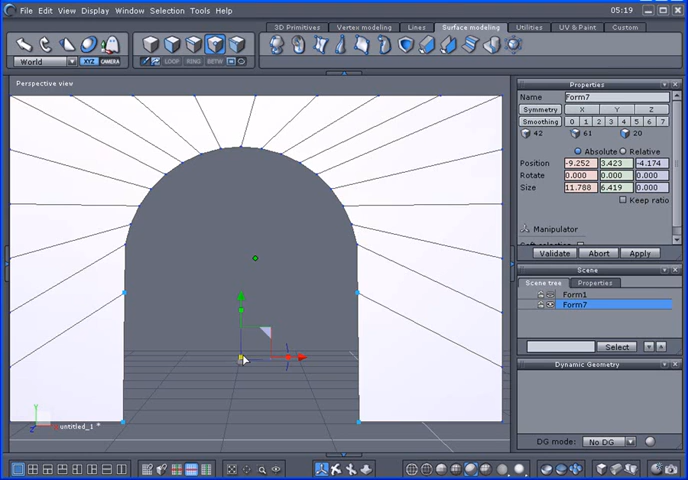 File Edit Display Window Selection Tools Help 05:19
3D Primitives Vertex modeling Lines Surface modeling Utilities UV & Paint Custom
World XYZ CAMERA LOOP RING BETW
Perspective view
Properties
Name Form7
Symmetry X Y Z
Smoothing 0 1 2 3 4 5 6 7
42 61 20
Absolute Relative
Position -9.252 3.423 -4.174
Rotate 0.000 0.000 0.000
Size 11.788 6.419 0.000
Keep ratio
Manipulator
Validate Abort Apply
Scene
Scene tree Properties
Form1
Form7
Select
Dynamic Geometry
Y
Z
untitled_1 *
DG mode: No DG